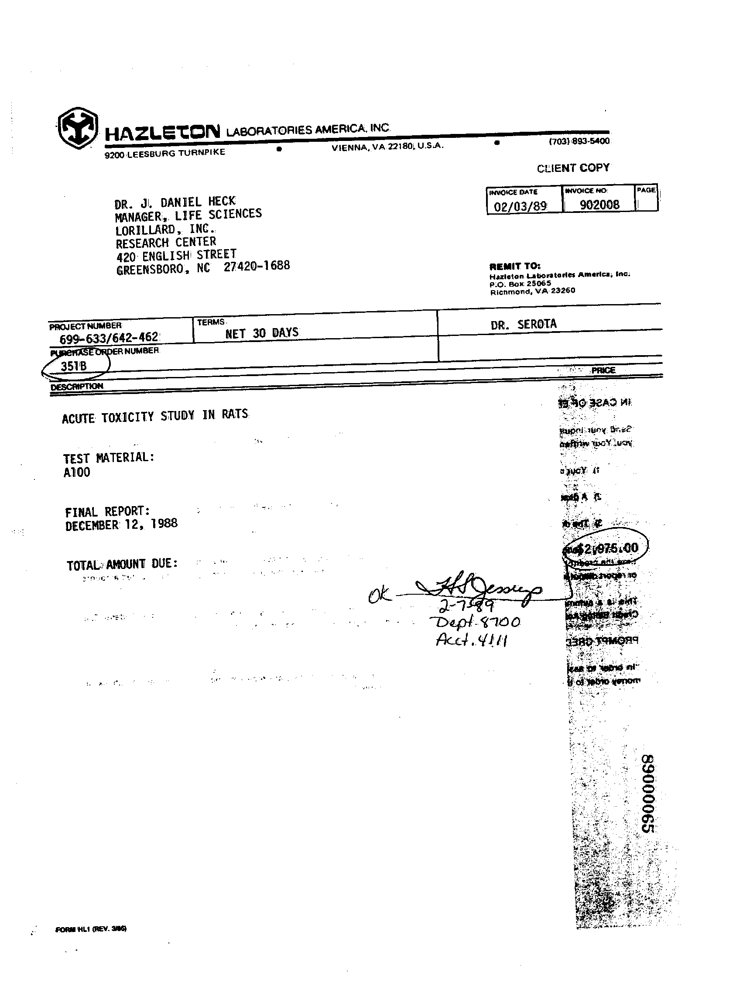 HAZLETON LABORATORIES AMERICA, INC.
9200 LEESBURG TURNPIKE • VIENNA, VA 22180, U.S.A. • (703) 893-5400
CLIENT COPY
INVOICE DATE INVOICE NO. PAGE
02/03/89 902008
DR. J. DANIEL HECK
MANAGER, LIFE SCIENCES
LORILLARD, INC.
RESEARCH CENTER
420 ENGLISH STREET
GREENSBORO, NC 27420-1688
REMIT TO:
Hazleton Laboratories America, Inc.
P.O. Box 25065
Richmond, VA 23260
PROJECT NUMBER
699-633/642-462
TERMS
NET 30 DAYS
DR. SEROTA
PURCHASE ORDER NUMBER
351B
DESCRIPTION PRICE
ACUTE TOXICITY STUDY IN RATS
TEST MATERIAL:
A100
FINAL REPORT:
DECEMBER 12, 1988
TOTAL AMOUNT DUE: $2,975.00
OK
2-7-89
Dept. 8700
Acct. 4111
89000065
FORM HL1 (REV. 3/86)